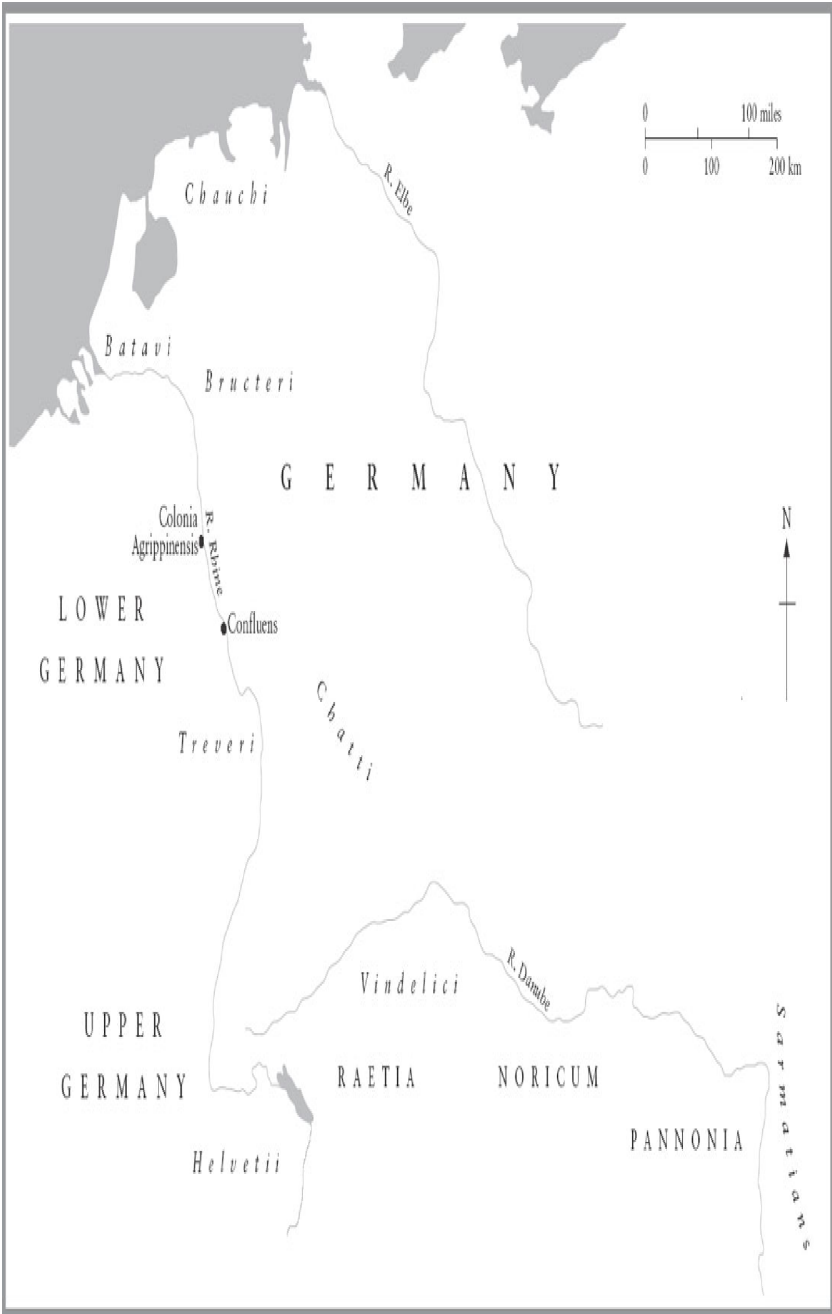 0 100 miles
0 100 200 km
R. Elbe
Chauchi
Batavi
Bructeri
GERMANY
N
Colonia
Agrippinensis
R. Rhine
Confluens
LOWER
GERMANY
Chatti
Treveri
Vindelici
R. Danube
UPPER
GERMANY
RAETIA
NORICUM
Sarmatians
PANNONIA
Helvetii